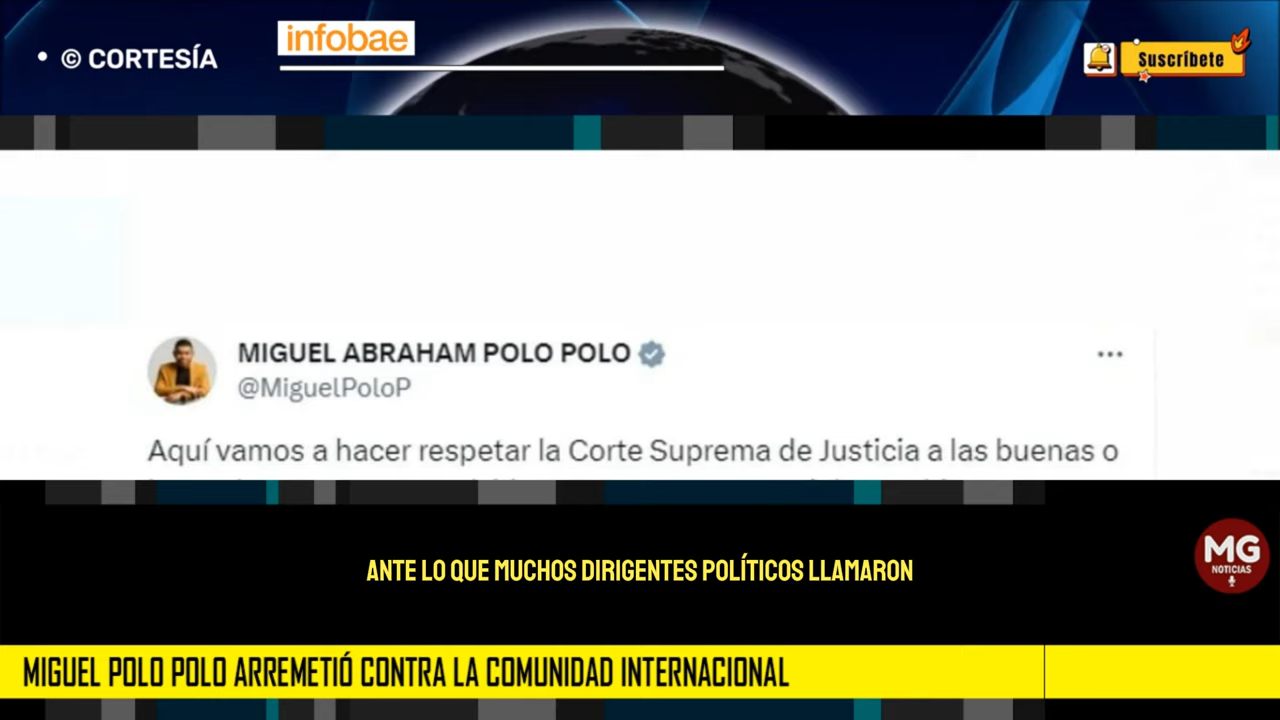 • © CORTESÍA
infobae
Suscríbete
MIGUEL ABRAHAM POLO POLO
@MiguelPoloP
Aquí vamos a hacer respetar la Corte Suprema de Justicia a las buenas o
ANTE LO QUE MUCHOS DIRIGENTES POLÍTICOS LLAMARON
MG
NOTICIAS
MIGUEL POLO POLO ARREMETIÓ CONTRA LA COMUNIDAD INTERNACIONAL